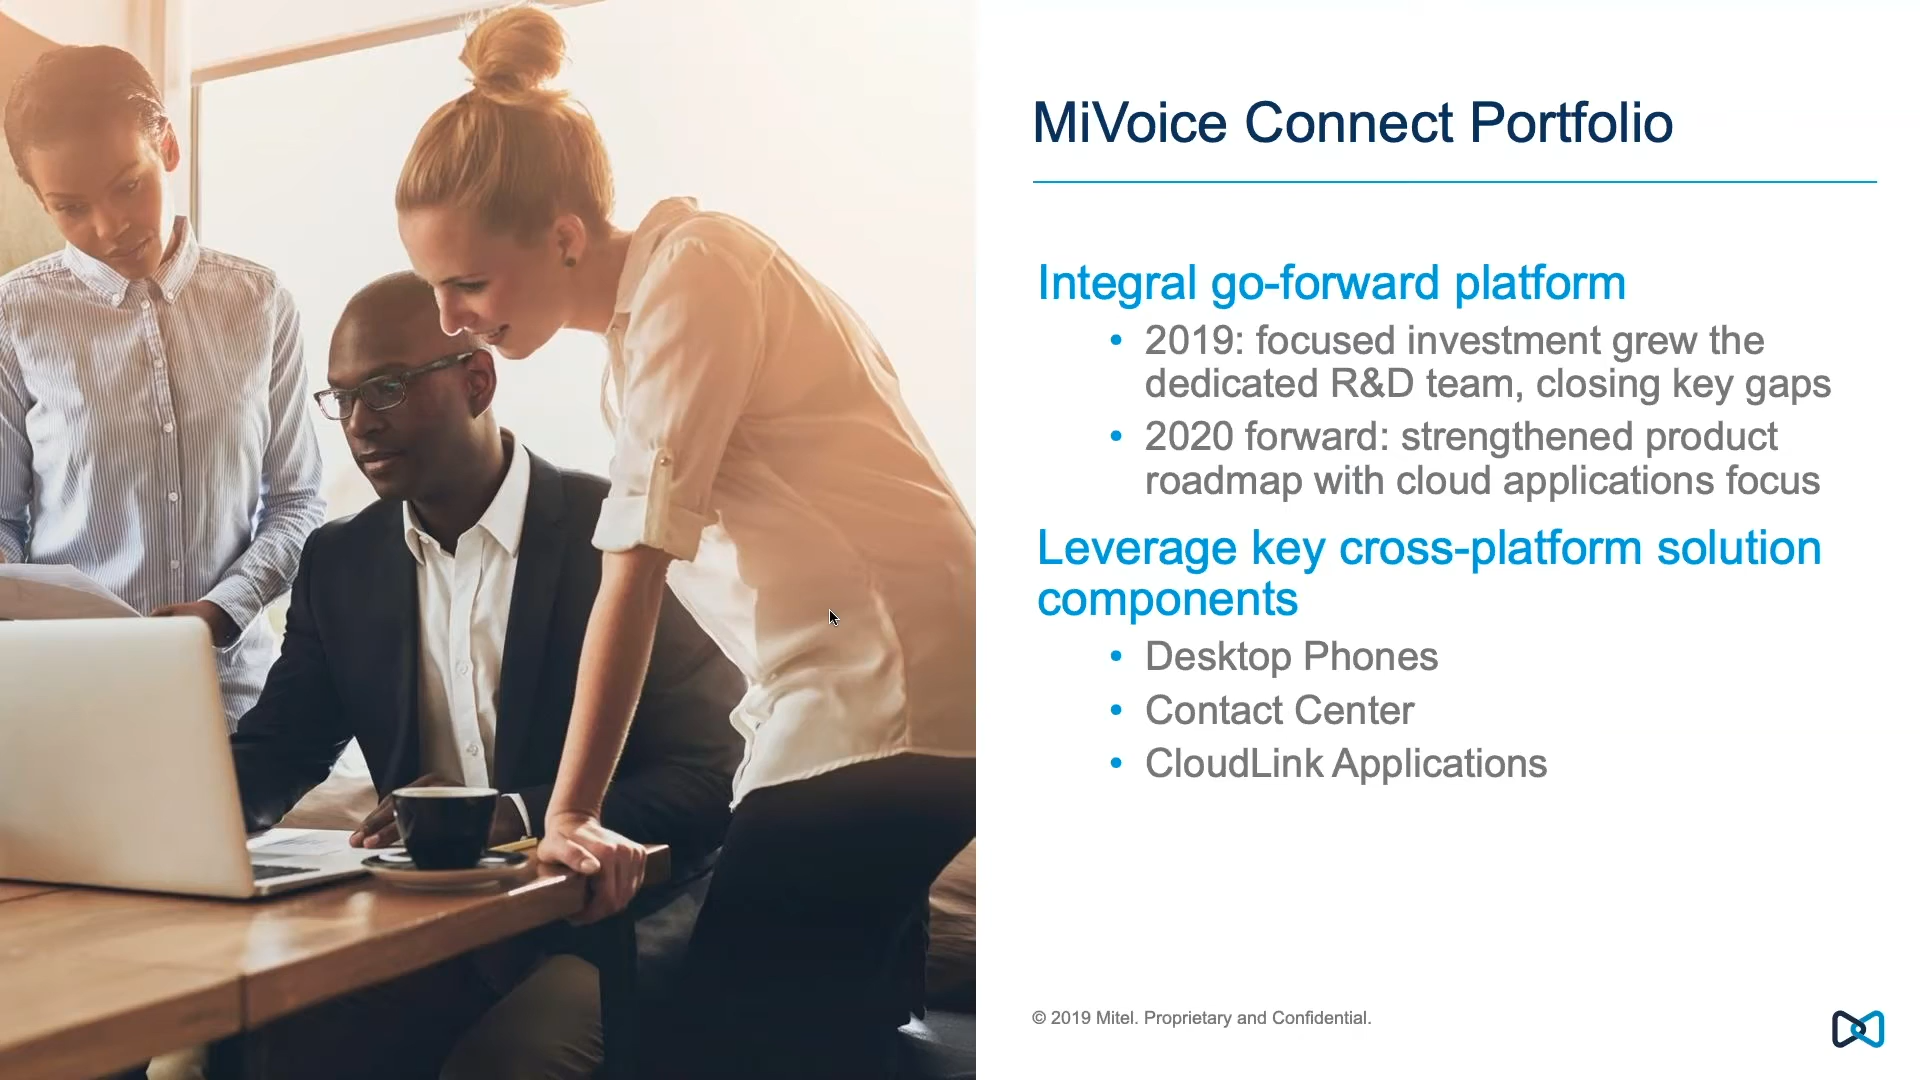 MiVoice Connect Portfolio
Integral go-forward platform
• 2019: focused investment grew the
dedicated R&D team, closing key gaps
• 2020 forward: strengthened product
roadmap with cloud applications focus
Leverage key cross-platform solution
components
• Desktop Phones
• Contact Center
• CloudLink Applications
© 2019 Mitel. Proprietary and Confidential.